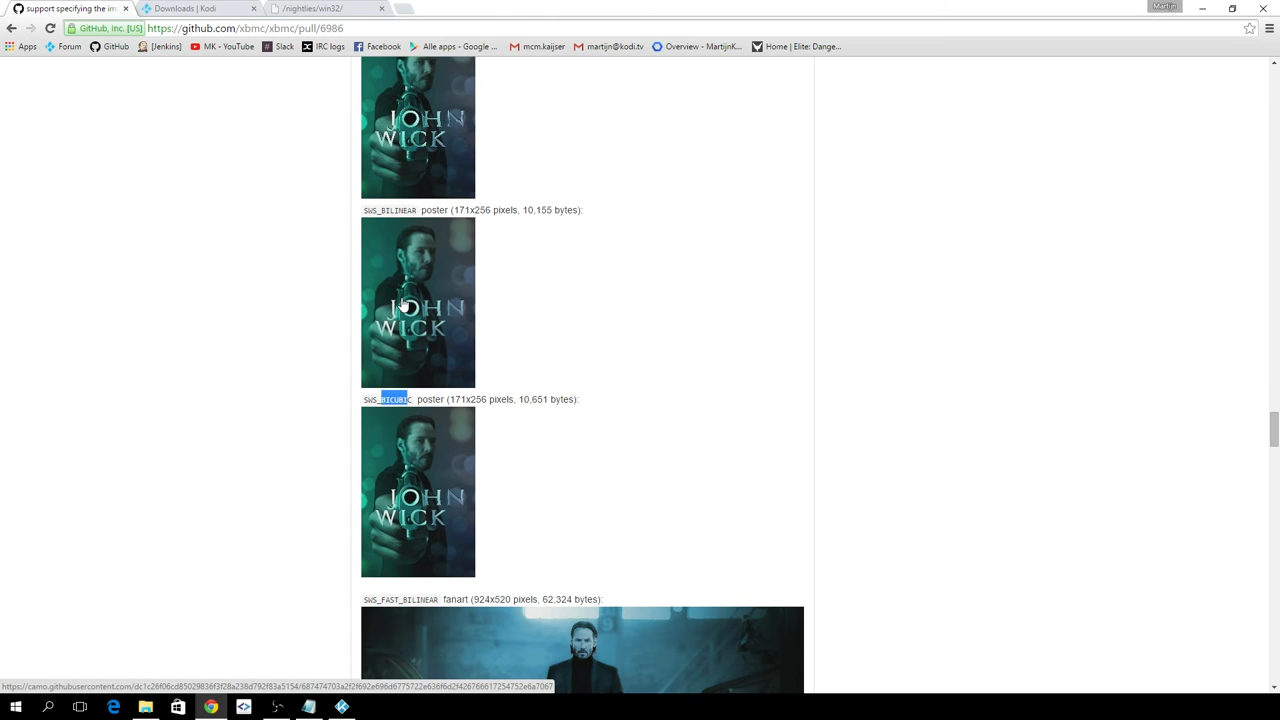 support specifying the im
Downloads | Kodi
/nightlies/win32/
Martijn
GitHub, Inc. [US]
https://github.com/xbmc/xbmc/pull/6986
Apps
Forum
GitHub
[Jenkins]
MK - YouTube
Slack
IRC logs
Facebook
Alle apps - Google ...
mcm.kaijser
martijn@kodi.tv
Overview - MartijnK...
Home | Elite: Dange...
JOHN
WICK
SWS_BILINEAR poster (171x256 pixels, 10,155 bytes):
JOHN
WICK
SWS_BICUBIC poster (171x256 pixels, 10,651 bytes):
JOHN
WICK
SWS_FAST_BILINEAR fanart (924x520 pixels, 62,324 bytes):
9